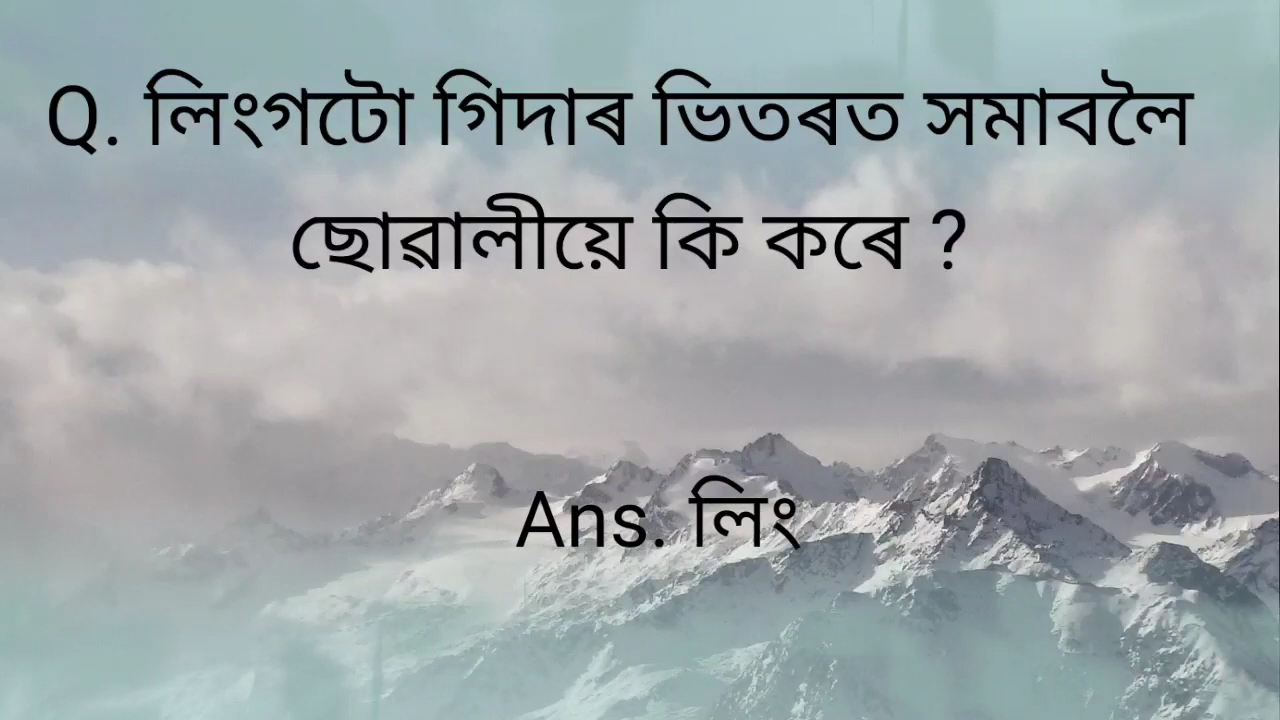 Q. লিংগটো গিদাৰ ভিতৰত সমাবলৈ
ছোৱালীয়ে কি কৰে ?
Ans. লিং